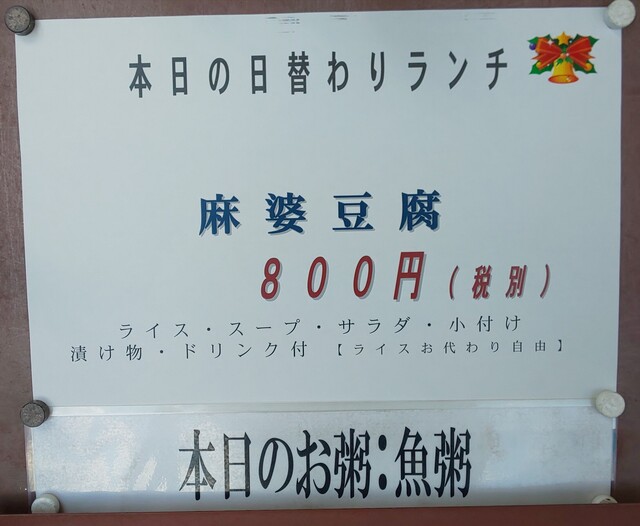 本日の日替わりランチ
麻婆豆腐
800円(税別)
ライス・スープ・サラダ・小付け
漬け物・ドリンク付【ライスお代わり自由】
本日のお粥:魚粥